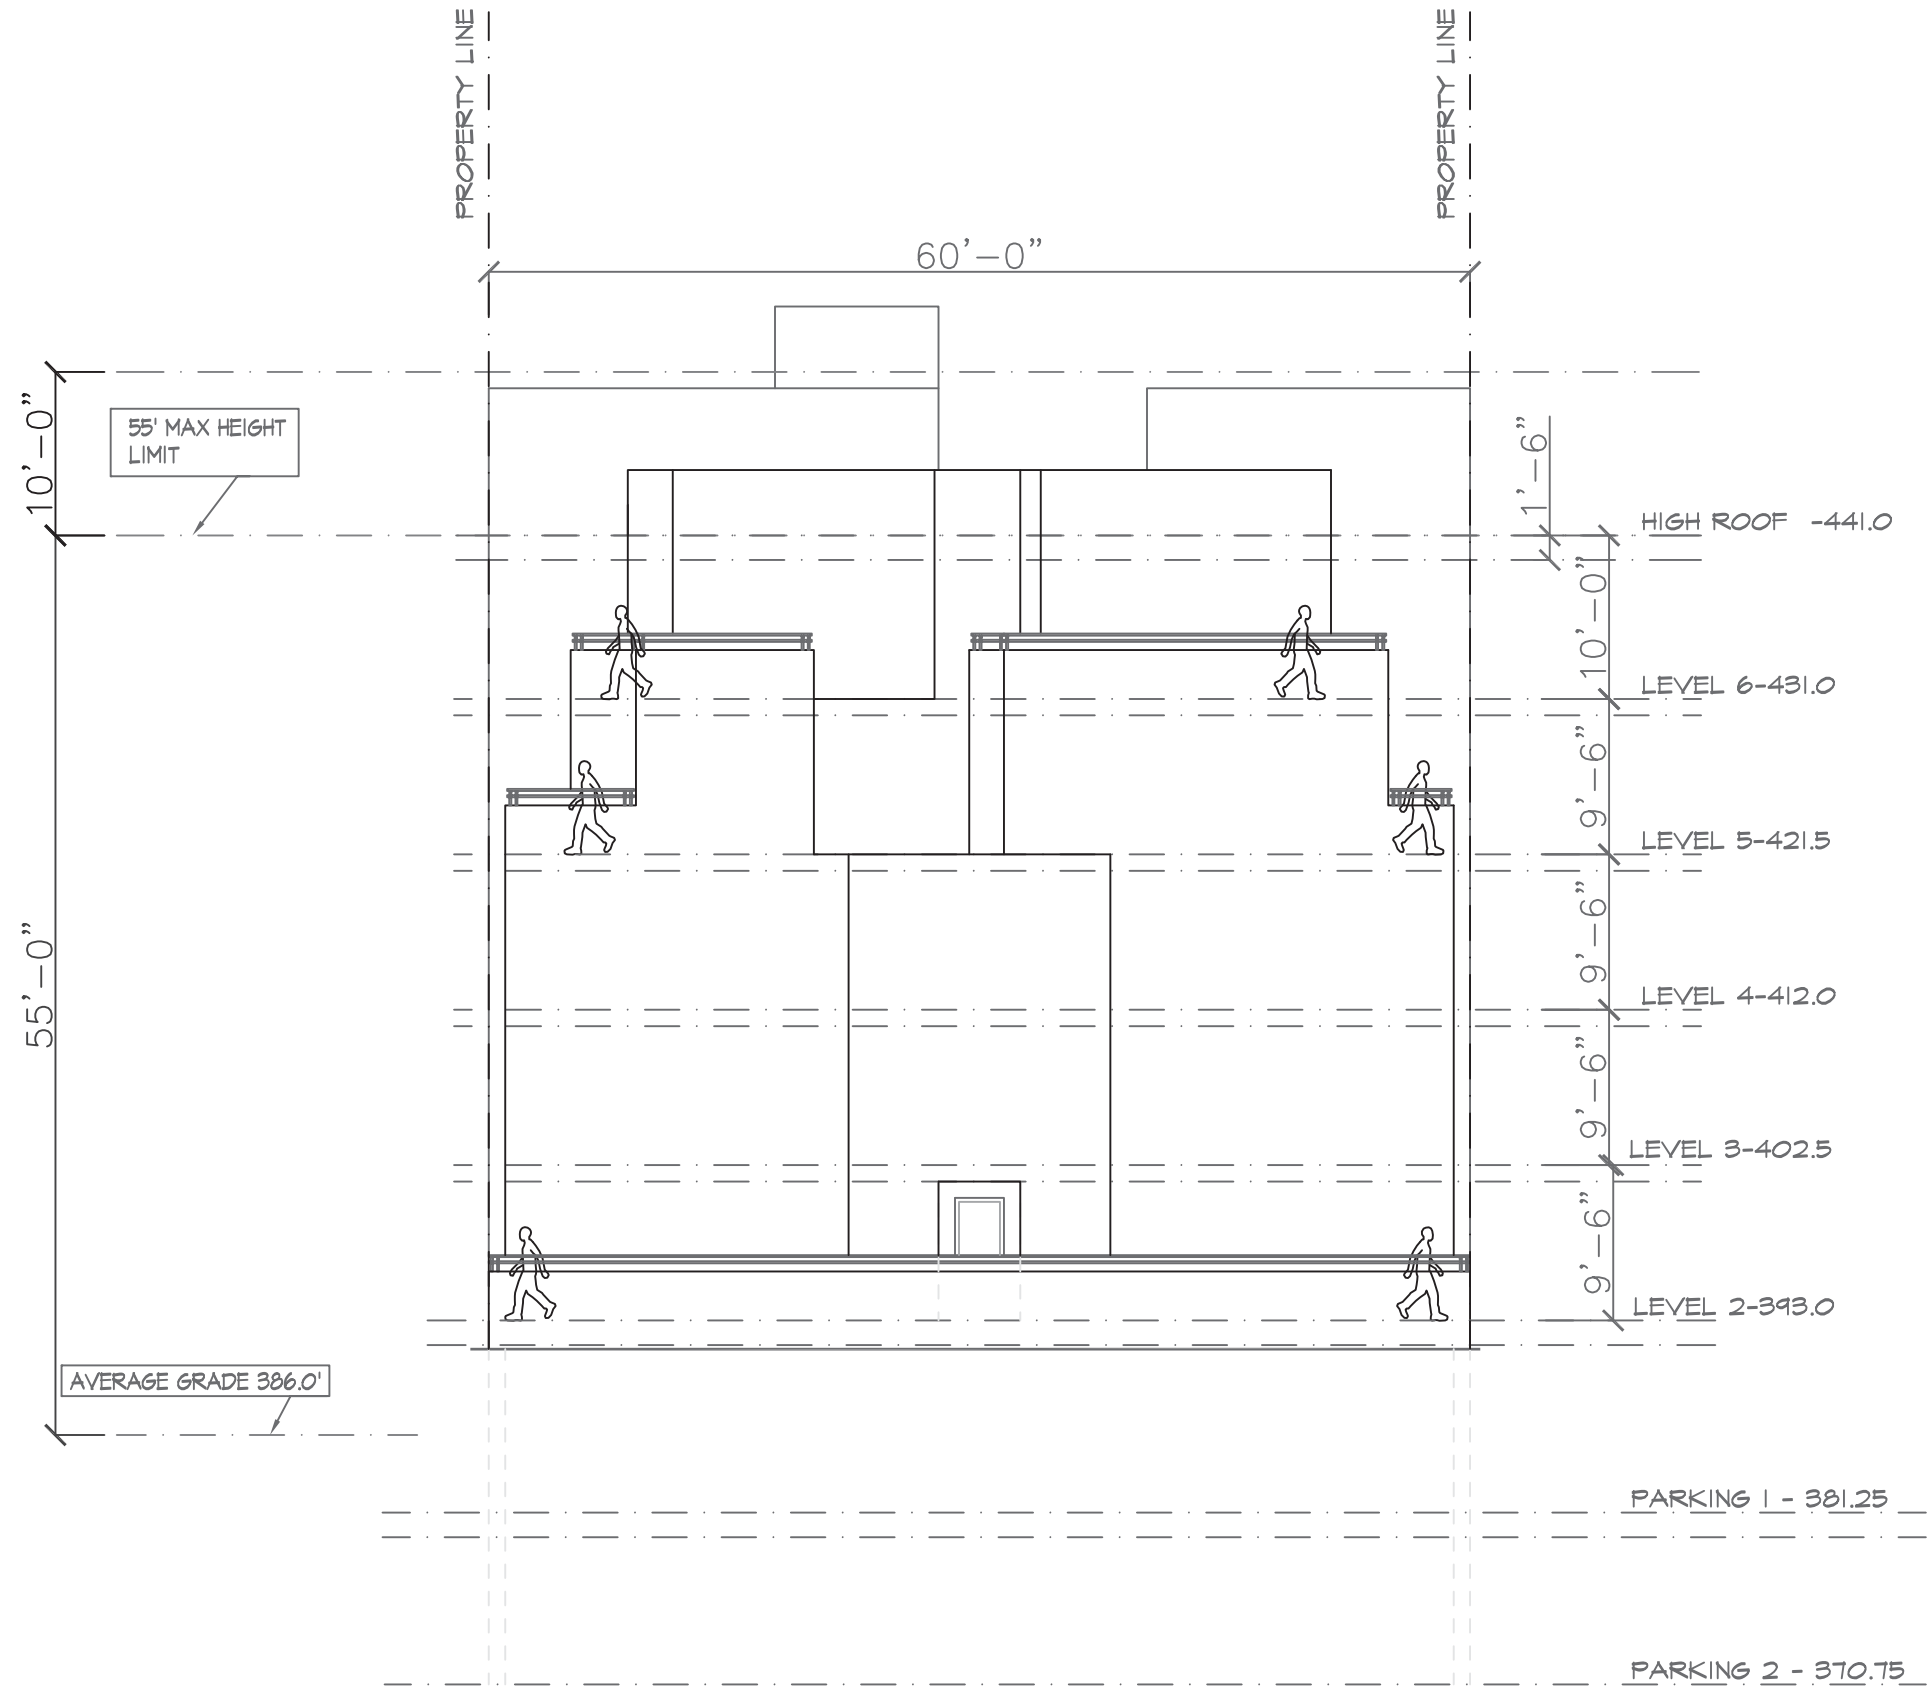 PROPERTY LINE
PROPERTY LINE
60'-0"
10'-0"
55' MAX HEIGHT
LIMIT
1'-6"
HIGH ROOF -441.0
10'-0"
LEVEL 6-431.0
9'-6"
LEVEL 5-421.5
9'-6"
LEVEL 4-412.0
55'-0"
9'-6"
LEVEL 3-402.5
9'-6"
LEVEL 2-393.0
AVERAGE GRADE 386.0'
PARKING 1 - 381.25
PARKING 2 - 370.75